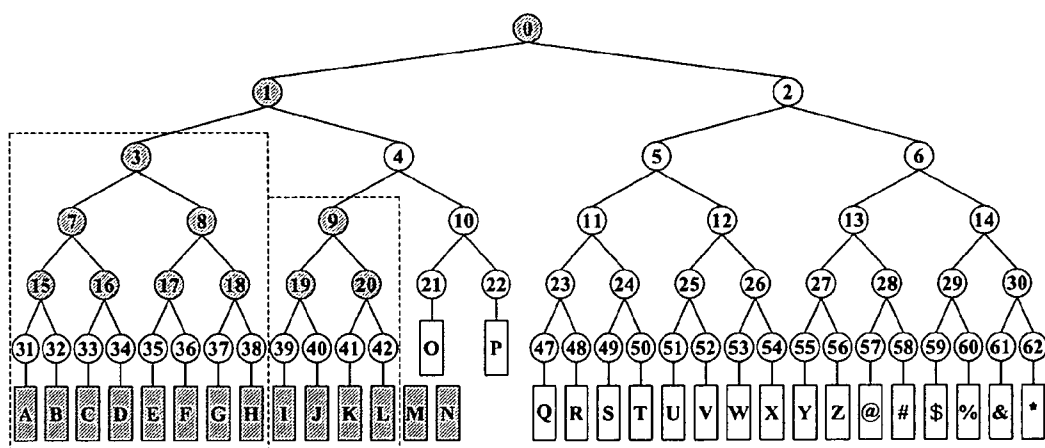 0
1 2
3 4 5 6
7 8 9 10 11 12 13 14
15 16 17 18 19 20 21 22 23 24 25 26 27 28 29 30
31 32 33 34 35 36 37 38 39 40 41 42 47 48 49 50 51 52 53 54 55 56 57 58 59 60 61 62
O P
A B C D E F G H I J K L M N Q R S T U V W X Y Z @ # $ % & *